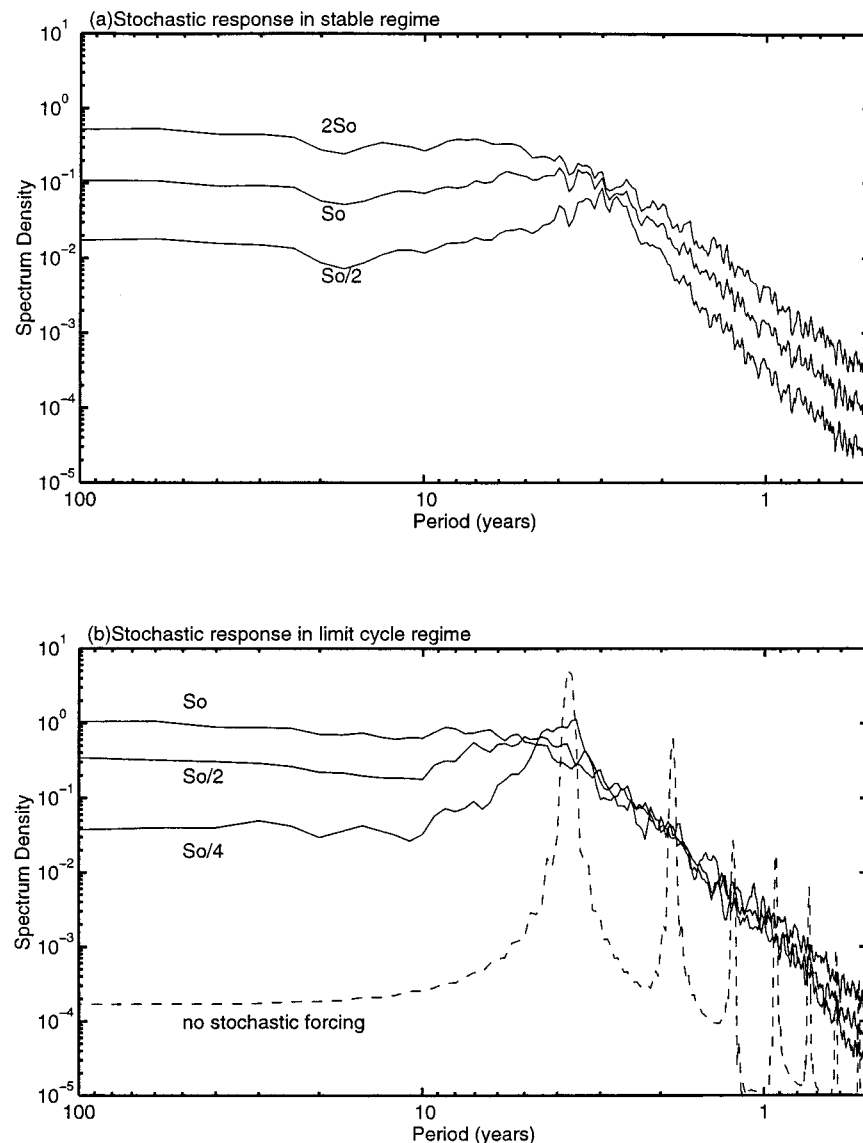 (a)Stochastic response in stable regime
10^1
10^0
10^-1
10^-2
10^-3
10^-4
10^-5
Spectrum Density
2So
So
So/2
100
10
1
Period (years)
(b)Stochastic response in limit cycle regime
10^1
10^0
10^-1
10^-2
10^-3
10^-4
10^-5
Spectrum Density
So
So/2
So/4
no stochastic forcing
100
10
1
Period (years)